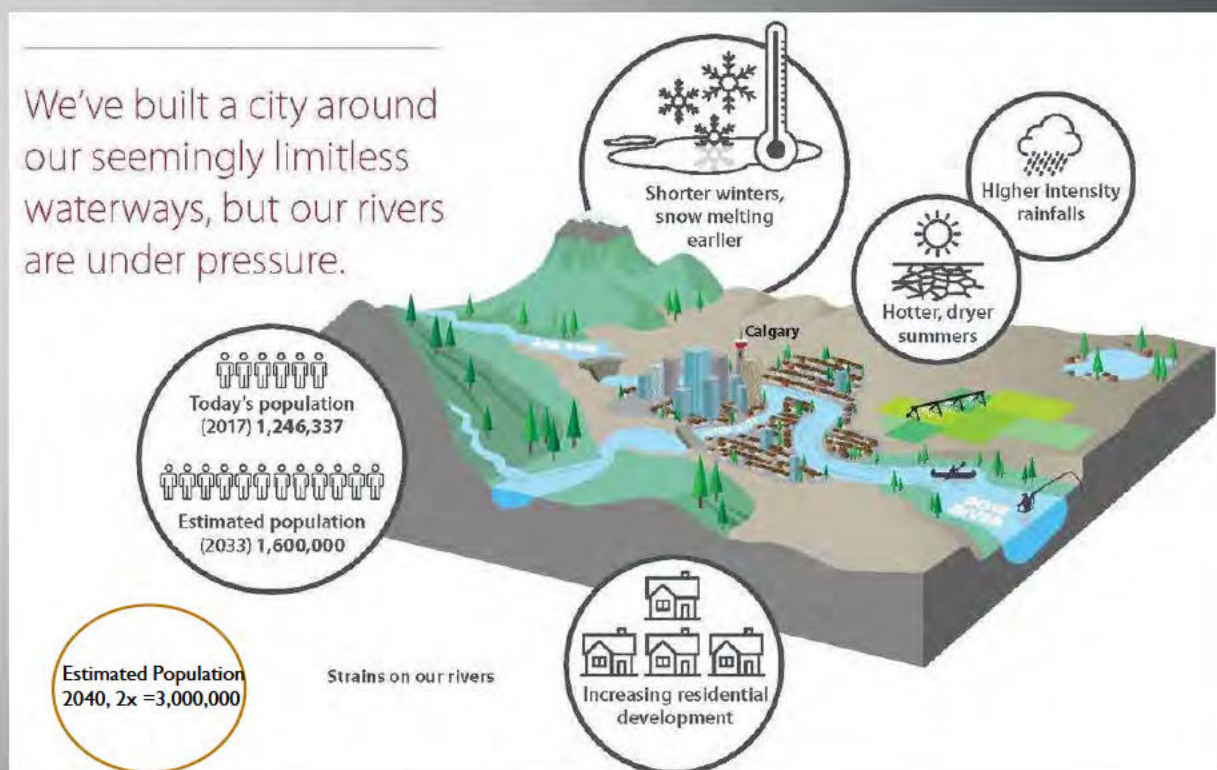 We've built a city around
our seemingly limitless
waterways, but our rivers
are under pressure.
Shorter winters,
snow melting
earlier
Higher intensity
rainfalls
Hotter, dryer
summers
Calgary
Today's population
(2017) 1,246,337
Estimated population
(2033) 1,600,000
Increasing residential
development
Estimated Population
2040, 2x =3,000,000
Strains on our rivers